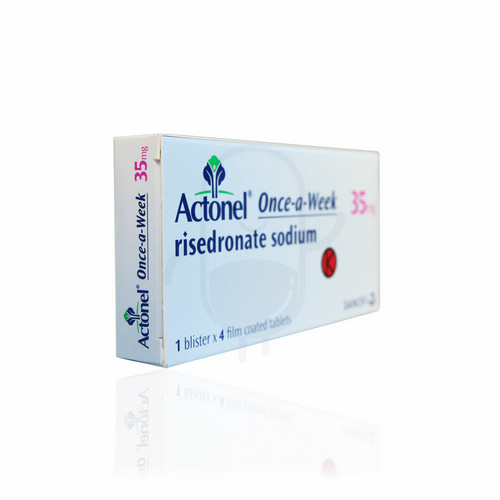 Actonel® Once-a-Week 35mg
Actonel® Once-a-Week 35mg
risedronate sodium
K
SANOFI
1 blister x 4 film coated tablets